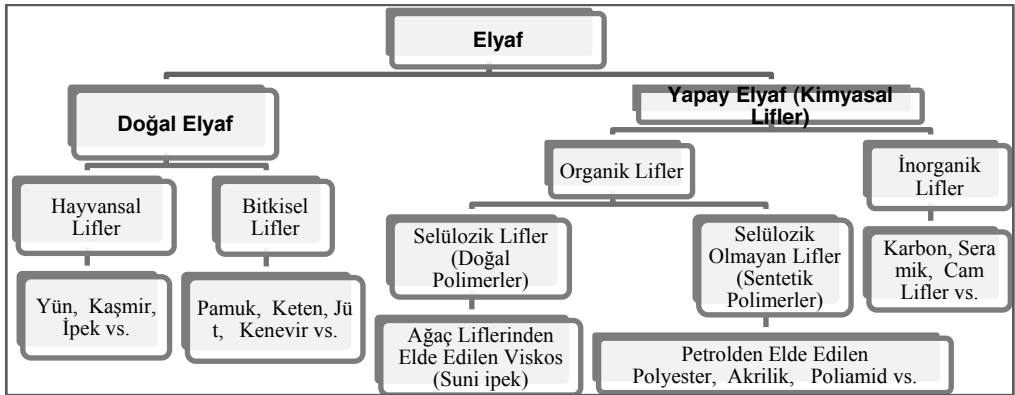 Elyaf
Doğal Elyaf
Yapay Elyaf (Kimyasal
Lifler)
Hayvansal
Lifler
Bitkisel
Lifler
Organik Lifler
İnorganik
Lifler
Yün, Kaşmir,
İpek vs.
Pamuk, Keten, Jü
t, Kenevir vs.
Selülozik Lifler
(Doğal
Polimerler)
Selülozik
Olmayan Lifler
(Sentetik
Polimerler)
Karbon, Sera
mik, Cam
Lifler vs.
Ağaç Liflerinden
Elde Edilen Viskos
(Suni ipek)
Petrolden Elde Edilen
Polyester, Akrilik, Poliamid vs.